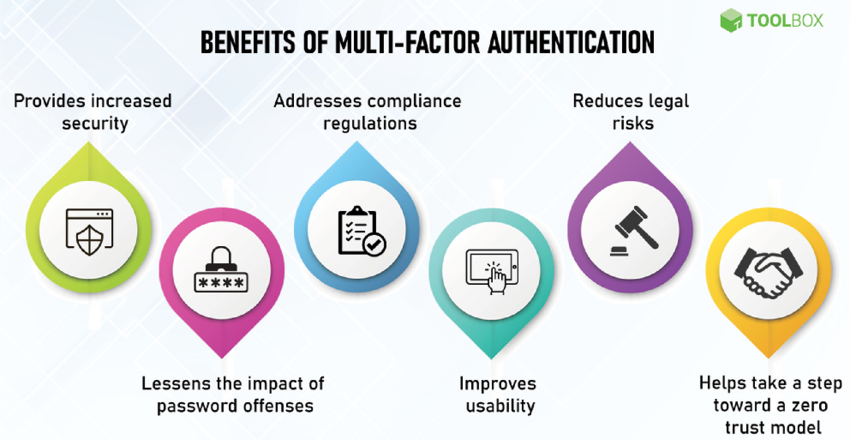 TOOLBOX
BENEFITS OF MULTI-FACTOR AUTHENTICATION
Provides increased
security
Addresses compliance
regulations
Reduces legal
risks
****
Lessens the impact of
password offenses
Improves
usability
Helps take a step
toward a zero
trust model